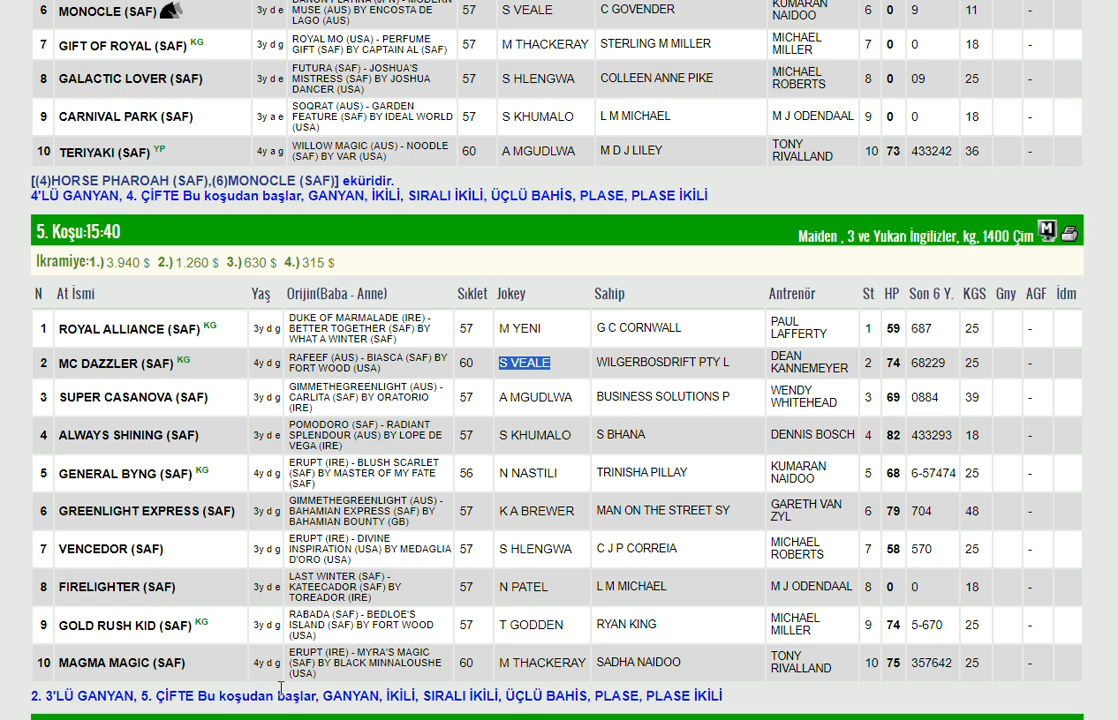 6 MONOCLE (SAF) 3y d e DANON PLATINA (JPN) - MODERN MUSE (AUS) BY ENCOSTA DE LAGO (AUS) 57 S VEALE C GOVENDER KUMARAN NAIDOO 6 0 9 11 -
7 GIFT OF ROYAL (SAF) KG 3y d g ROYAL MO (USA) - PERFUME GIFT (SAF) BY CAPTAIN AL (SAF) 57 M THACKERAY STERLING M MILLER MICHAEL MILLER 7 0 0 18 -
8 GALACTIC LOVER (SAF) 3y d e FUTURA (SAF) - JOSHUA'S MISTRESS (SAF) BY JOSHUA DANCER (USA) 57 S HLENGWA COLLEEN ANNE PIKE MICHAEL ROBERTS 8 0 09 25 -
9 CARNIVAL PARK (SAF) 3y a e SOQRAT (AUS) - GARDEN FEATURE (SAF) BY IDEAL WORLD (USA) 57 S KHUMALO L M MICHAEL M J ODENDAAL 9 0 0 18 -
10 TERIYAKI (SAF) YP 4y a g WILLOW MAGIC (AUS) - NOODLE (SAF) BY VAR (USA) 60 A MGUDLWA M D J LILEY TONY RIVALLAND 10 73 433242 36 -
[(4)HORSE PHAROAH (SAF),(6)MONOCLE (SAF)] eküridir.
4'LÜ GANYAN, 4. ÇİFTE Bu koşudan başlar, GANYAN, İKİLİ, SIRALI İKİLİ, ÜÇLÜ BAHİS, PLASE, PLASE İKİLİ
5. Koşu:15:40 Maiden , 3 ve Yukarı İngilizler, kg, 1400 Çim M
İkramiye:1.) 3.940 $ 2.) 1.260 $ 3.) 630 $ 4.) 315 $
N At İsmi Yaş Orijin(Baba - Anne) Sıklet Jokey Sahip Antrenör St HP Son 6 Y. KGS Gny AGF İdm
1 ROYAL ALLIANCE (SAF) KG 3y d g DUKE OF MARMALADE (IRE) - BETTER TOGETHER (SAF) BY WHAT A WINTER (SAF) 57 M YENI G C CORNWALL PAUL LAFFERTY 1 59 687 25 -
2 MC DAZZLER (SAF) KG 4y d g RAFEEF (AUS) - BIASCA (SAF) BY FORT WOOD (USA) 60 S VEALE WILGERBOSDRIFT PTY L DEAN KANNEMEYER 2 74 68229 25 -
3 SUPER CASANOVA (SAF) 3y d g GIMMETHEGREENLIGHT (AUS) - CARLITA (SAF) BY ORATORIO (IRE) 57 A MGUDLWA BUSINESS SOLUTIONS P WENDY WHITEHEAD 3 69 0884 39 -
4 ALWAYS SHINING (SAF) 3y d e POMODORO (SAF) - RADIANT SPLENDOUR (AUS) BY LOPE DE VEGA (IRE) 57 S KHUMALO S BHANA DENNIS BOSCH 4 82 433293 18 -
5 GENERAL BYNG (SAF) KG 4y d g ERUPT (IRE) - BLUSH SCARLET (SAF) BY MASTER OF MY FATE (SAF) 56 N NASTILI TRINISHA PILLAY KUMARAN NAIDOO 5 68 6-57474 25 -
6 GREENLIGHT EXPRESS (SAF) 3y d g GIMMETHEGREENLIGHT (AUS) - BAHAMIAN EXPRESS (SAF) BY BAHAMIAN BOUNTY (GB) 57 K A BREWER MAN ON THE STREET SY GARETH VAN ZYL 6 79 704 48 -
7 VENCEDOR (SAF) 3y d g ERUPT (IRE) - DIVINE INSPIRATION (USA) BY MEDAGLIA D'ORO (USA) 57 S HLENGWA C J P CORREIA MICHAEL ROBERTS 7 58 570 25 -
8 FIRELIGHTER (SAF) 3y d e LAST WINTER (SAF) - KATEECADOR (SAF) BY TOREADOR (IRE) 57 N PATEL L M MICHAEL M J ODENDAAL 8 0 0 18 -
9 GOLD RUSH KID (SAF) KG 3y d g RABADA (SAF) - BEDLOE'S ISLAND (SAF) BY FORT WOOD (USA) 57 T GODDEN RYAN KING MICHAEL MILLER 9 74 5-670 25 -
10 MAGMA MAGIC (SAF) 4y d g ERUPT (IRE) - MYRA'S MAGIC (SAF) BY BLACK MINNALOUSHE (USA) 60 M THACKERAY SADHA NAIDOO TONY RIVALLAND 10 75 357642 25 -
2. 3'LÜ GANYAN, 5. ÇİFTE Bu koşudan başlar, GANYAN, İKİLİ, SIRALI İKİLİ, ÜÇLÜ BAHİS, PLASE, PLASE İKİLİ